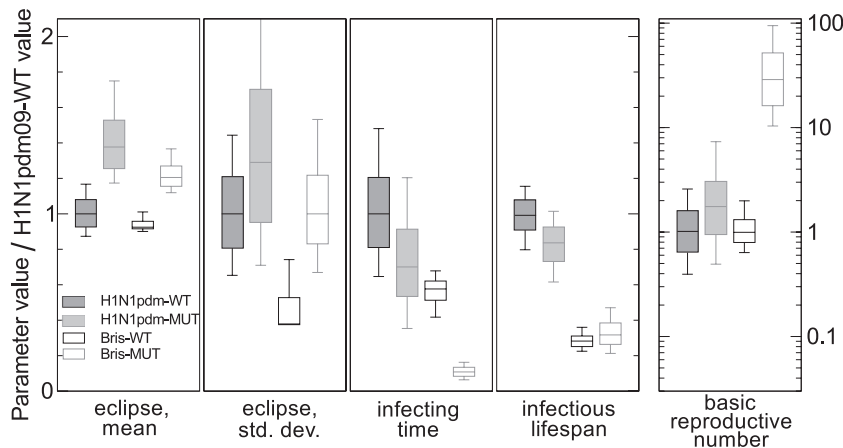 Parameter value / H1N1pdm09-WT value
2
1
0
H1N1pdm-WT
H1N1pdm-MUT
Bris-WT
Bris-MUT
eclipse,
mean
eclipse,
std. dev.
infecting
time
infectious
lifespan
basic
reproductive
number
100
10
1
0.1